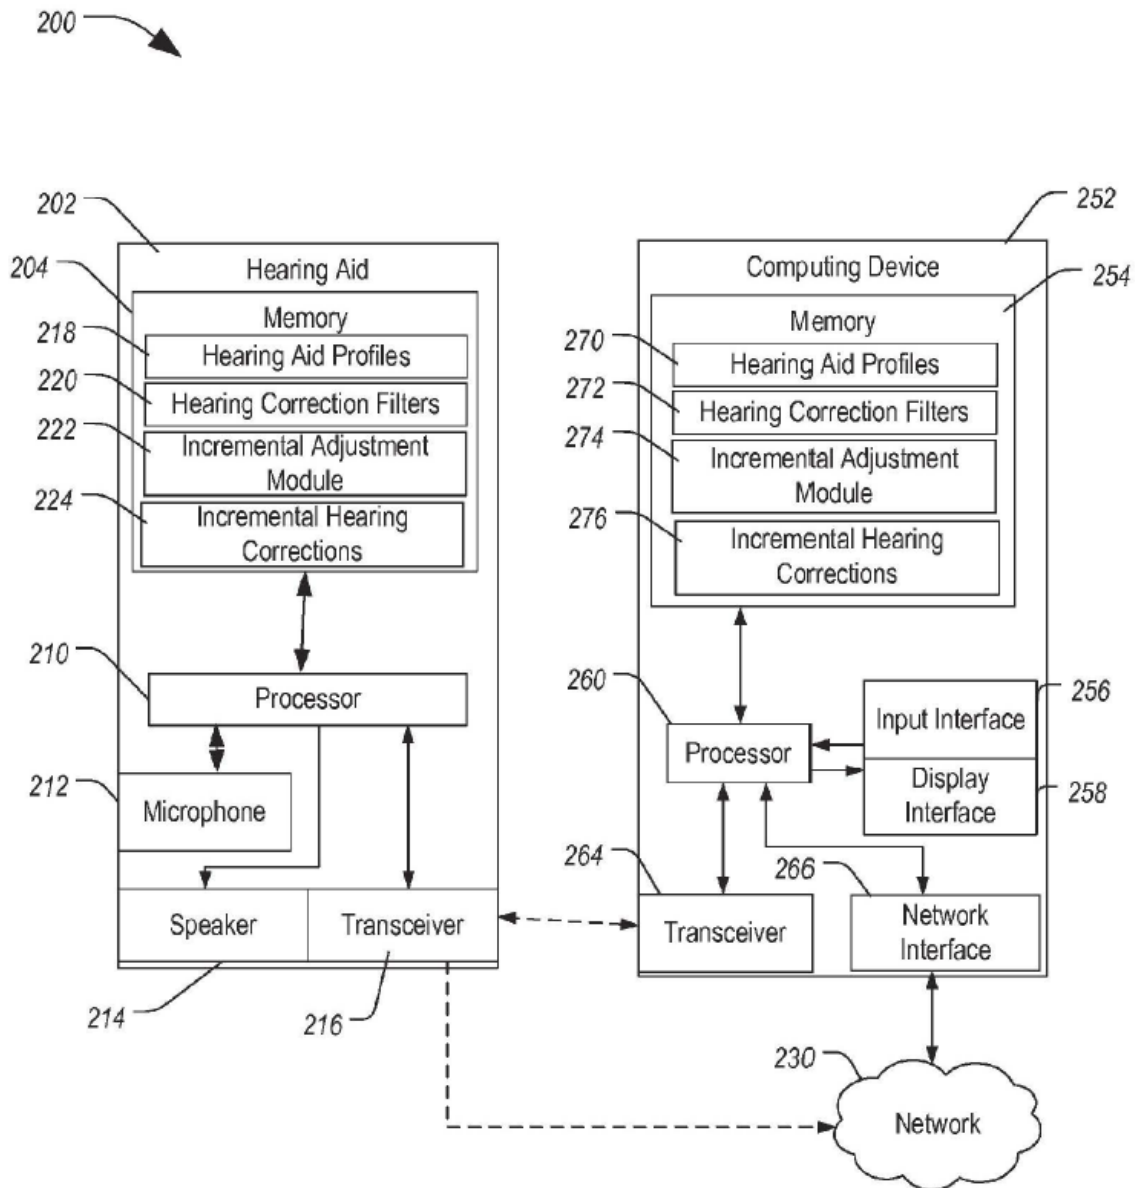 200
202
252
204
Hearing Aid
Computing Device
254
Memory
Memory
218
Hearing Aid Profiles
270
Hearing Aid Profiles
220
Hearing Correction Filters
272
Hearing Correction Filters
222
Incremental Adjustment
Module
274
Incremental Adjustment
Module
224
Incremental Hearing
Corrections
276
Incremental Hearing
Corrections
210
Processor
260
Processor
Input Interface
256
Display
Interface
258
212
Microphone
264
266
Speaker
Transceiver
Transceiver
Network
Interface
214
216
230
Network